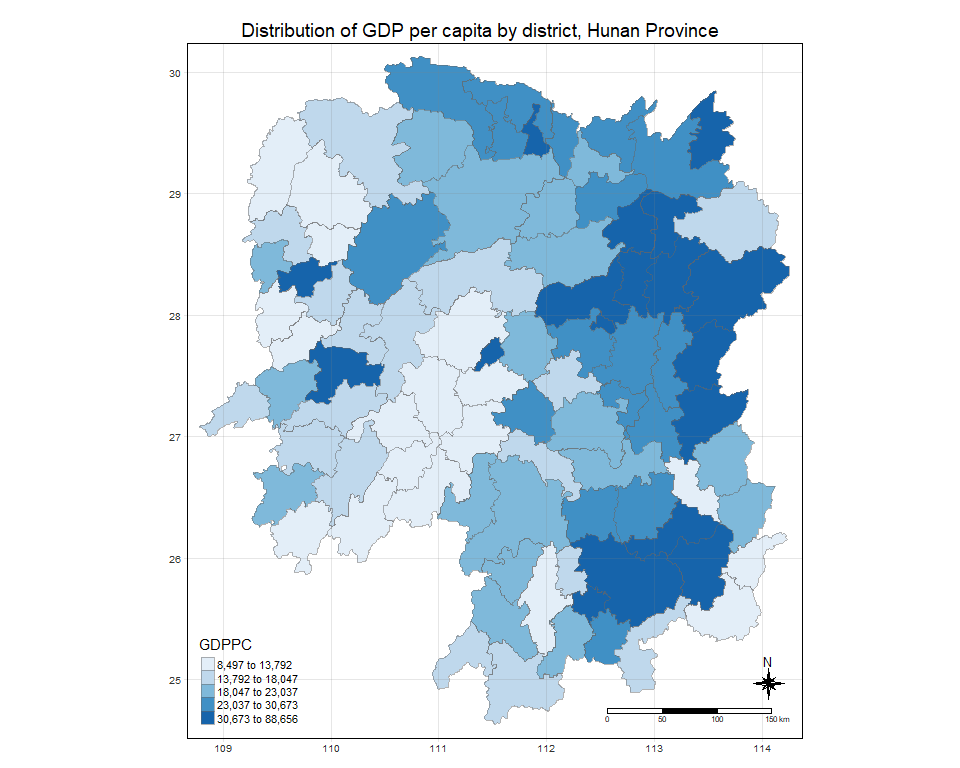 Distribution of GDP per capita by district, Hunan Province
30
29
28
27
26
25
GDPPC
8,497 to 13,792
13,792 to 18,047
18,047 to 23,037
23,037 to 30,673
30,673 to 88,656
N
0 50 100 150 km
109 110 111 112 113 114